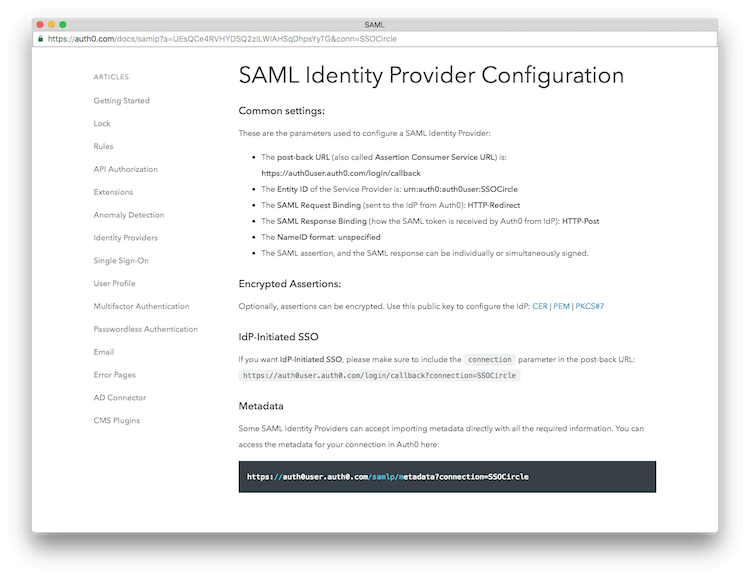 SAML
https://auth0.com/docs/samlp?a=UEsQCe4RVHYDSQ2zILWIAHSqDhpsYyTG&conn=SSOCircle
ARTICLES
Getting Started
Lock
Rules
API Authorization
Extensions
Anomaly Detection
Identity Providers
Single Sign-On
User Profile
Multifactor Authentication
Passwordless Authentication
Email
Error Pages
AD Connector
CMS Plugins
SAML Identity Provider Configuration
Common settings:
These are the parameters used to configure a SAML Identity Provider:
• The post-back URL (also called Assertion Consumer Service URL) is:
https://auth0user.auth0.com/login/callback
• The Entity ID of the Service Provider is: urn:auth0:auth0user:SSOCircle
• The SAML Request Binding (sent to the IdP from Auth0): HTTP-Redirect
• The SAML Response Binding (how the SAML token is received by Auth0 from IdP): HTTP-Post
• The NameID format: unspecified
• The SAML assertion, and the SAML response can be individually or simultaneously signed.
Encrypted Assertions:
Optionally, assertions can be encrypted. Use this public key to configure the IdP: CER | PEM | PKCS#7
IdP-Initiated SSO
If you want IdP-Initiated SSO, please make sure to include the connection parameter in the post-back URL:
https://auth0user.auth0.com/login/callback?connection=SSOCircle
Metadata
Some SAML Identity Providers can accept importing metadata directly with all the required information. You can
access the metadata for your connection in Auth0 here:
https://auth0user.auth0.com/samlp/metadata?connection=SSOCircle